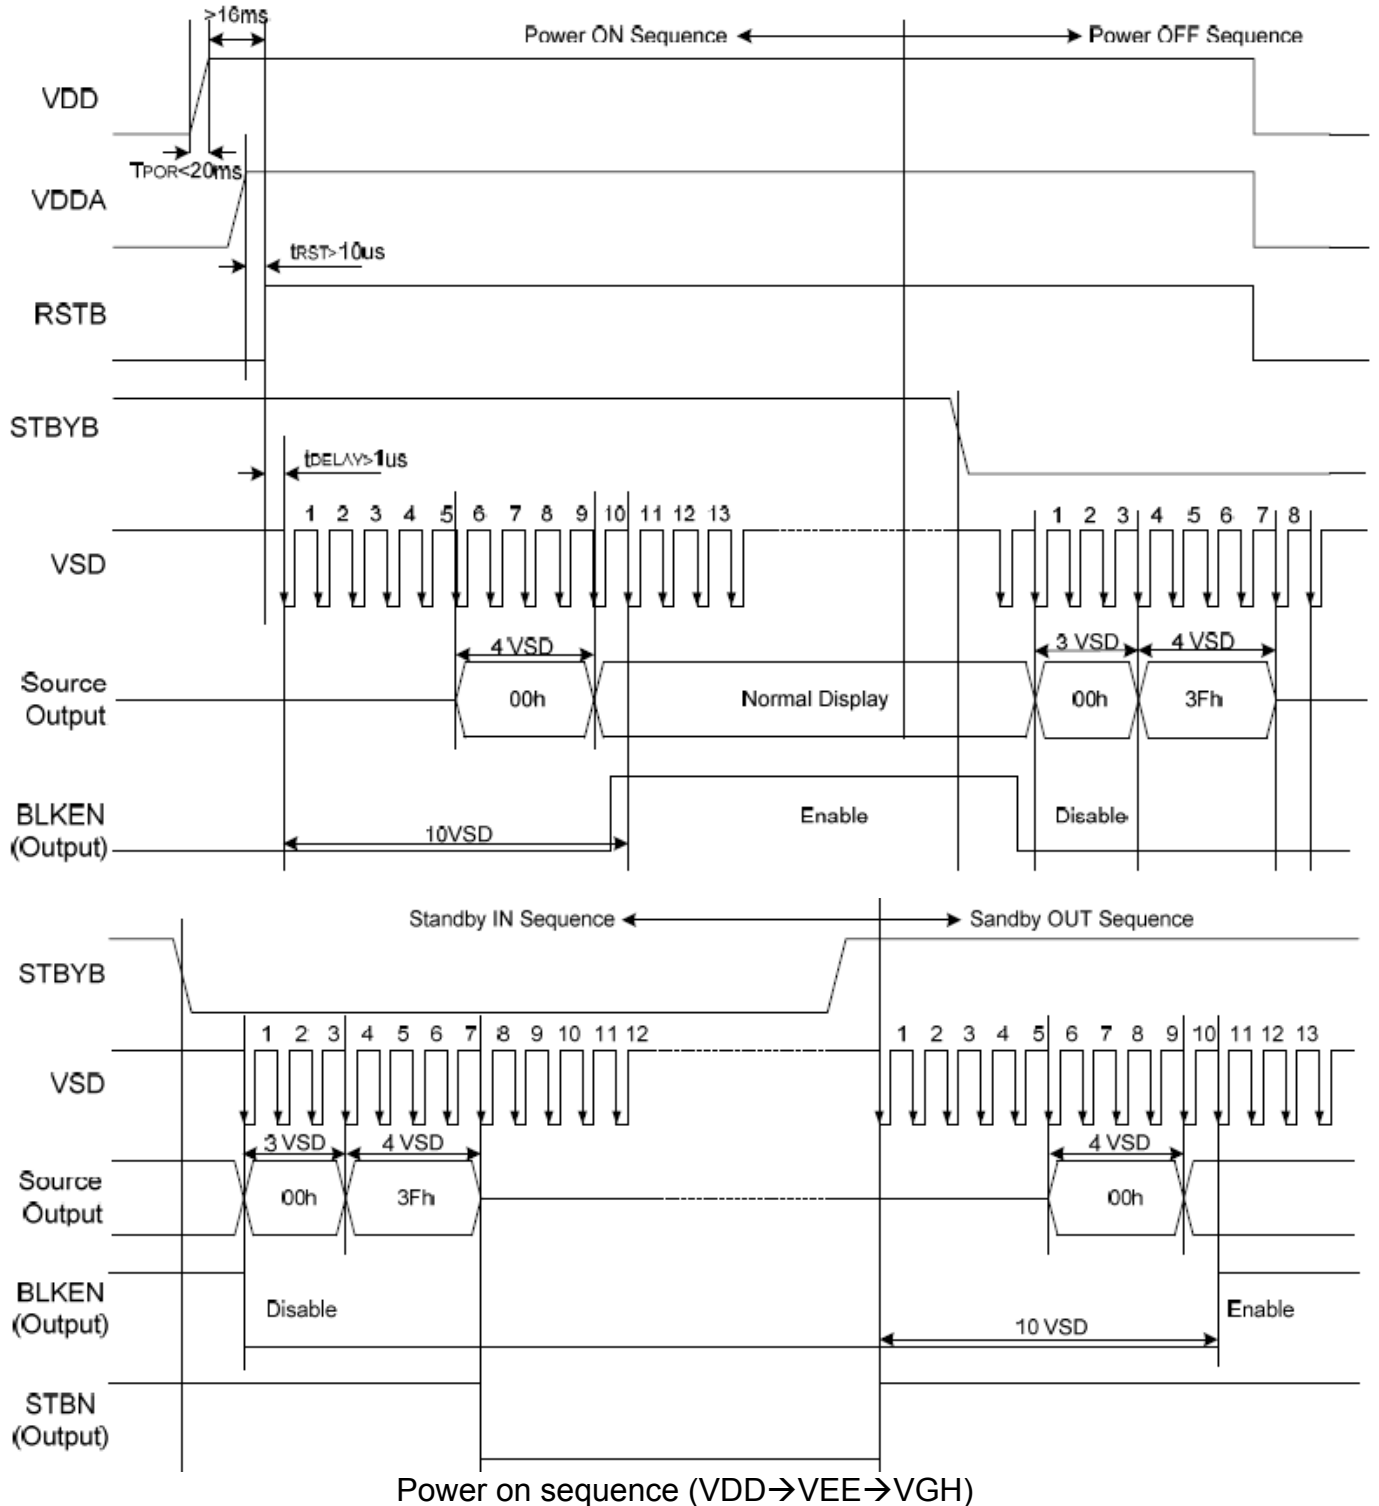 >16ms
Power ON Sequence
Power OFF Sequence
VDD
TPOR<20ms
VDDA
tRST>10us
RSTB
STBYB
tDELAY>1us
1 2 3 4 5 6 7 8 9 10 11 12 13
1 2 3 4 5 6 7 8
VSD
4 VSD
3 VSD
4 VSD
Source
Output
00h
Normal Display
00h
3Fh
BLKEN
(Output)
10VSD
Enable
Disable
Standby IN Sequence
Sandby OUT Sequence
STBYB
1 2 3 4 5 6 7 8 9 10 11 12
1 2 3 4 5 6 7 8 9 10 11 12 13
VSD
3 VSD
4 VSD
4 VSD
Source
Output
00h
3Fh
00h
BLKEN
(Output)
Disable
10 VSD
Enable
STBN
(Output)
Power on sequence (VDD→VEE→VGH)